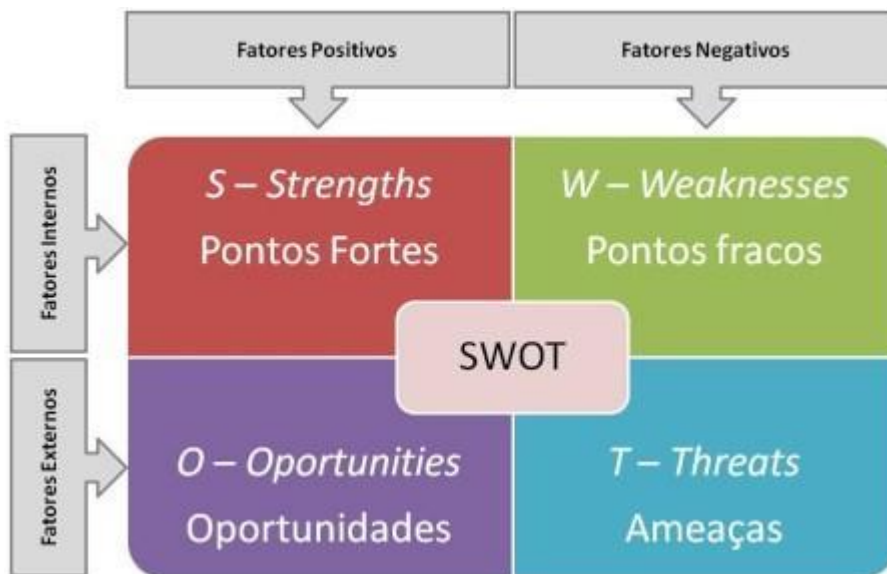 Fatores Positivos
Fatores Negativos
Fatores Internos
S – Strengths
Pontos Fortes
W – Weaknesses
Pontos fracos
SWOT
Fatores Externos
O – Oportunities
Oportunidades
T – Threats
Ameaças